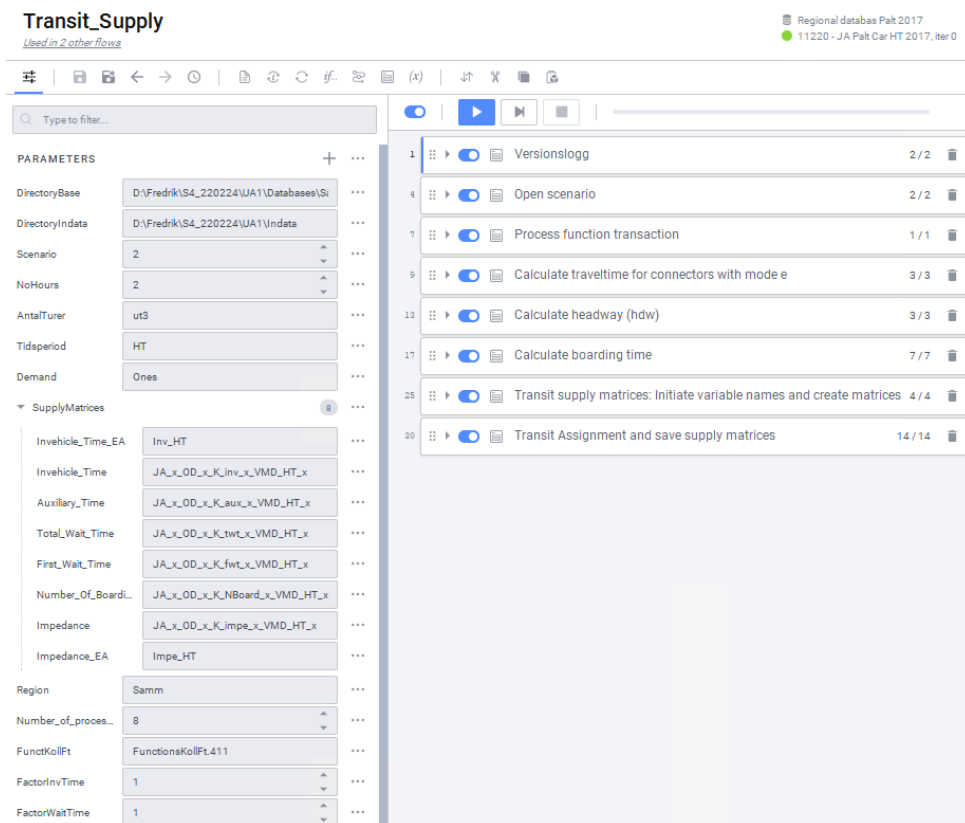 Transit_Supply
Used in 2 other flows
Regional databas Palt 2017
11220 - JA Palt Car HT 2017, iter 0
if...
(x)
Type to filter...
PARAMETERS
DirectoryBase D:\Fredrik\S4_220224\UA1\Databases\Sa
DirectoryIndata D:\Fredrik\S4_220224\UA1\Indata
Scenario 2
NoHours 2
AntalTurer ut3
Tidsperiod HT
Demand Ones
SupplyMatrices 8
Invehicle_Time_EA Inv_HT
Invehicle_Time JA_x_OD_x_K_inv_x_VMD_HT_x
Auxiliary_Time JA_x_OD_x_K_aux_x_VMD_HT_x
Total_Wait_Time JA_x_OD_x_K_twt_x_VMD_HT_x
First_Wait_Time JA_x_OD_x_K_fwt_x_VMD_HT_x
Number_Of_Boardi... JA_x_OD_x_K_NBoard_x_VMD_HT_x
Impedance JA_x_OD_x_K_impe_x_VMD_HT_x
Impedance_EA Impe_HT
Region Samm
Number_of_proces... 8
FunctKollFt FunctionsKollFt.411
FactorInvTime 1
FactorWaitTime 1
1 Versionslogg 2 / 2
4 Open scenario 2 / 2
7 Process function transaction 1 / 1
9 Calculate traveltime for connectors with mode e 3 / 3
13 Calculate headway (hdw) 3 / 3
17 Calculate boarding time 7 / 7
25 Transit supply matrices: Initiate variable names and create matrices 4 / 4
30 Transit Assignment and save supply matrices 14 / 14